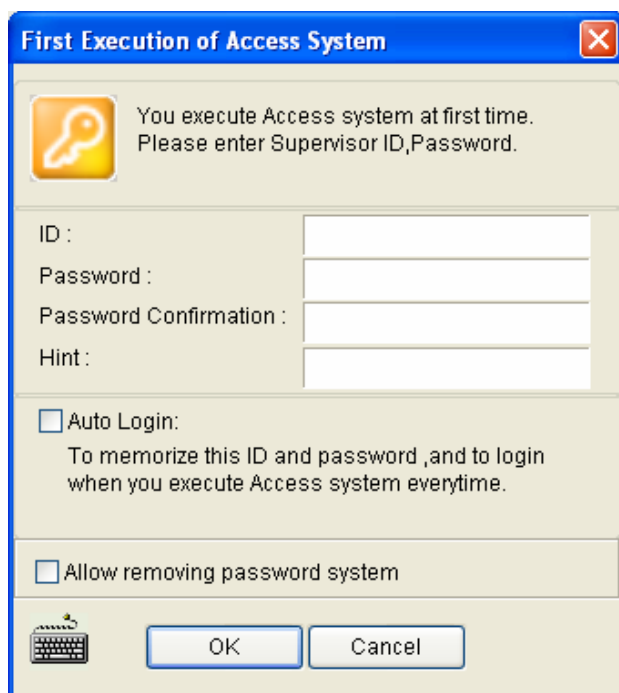 First Execution of Access System
You execute Access system at first time.
Please enter Supervisor ID,Password.
ID :
Password :
Password Confirmation :
Hint :
Auto Login:
To memorize this ID and password ,and to login
when you execute Access system everytime.
Allow removing password system
OK
Cancel